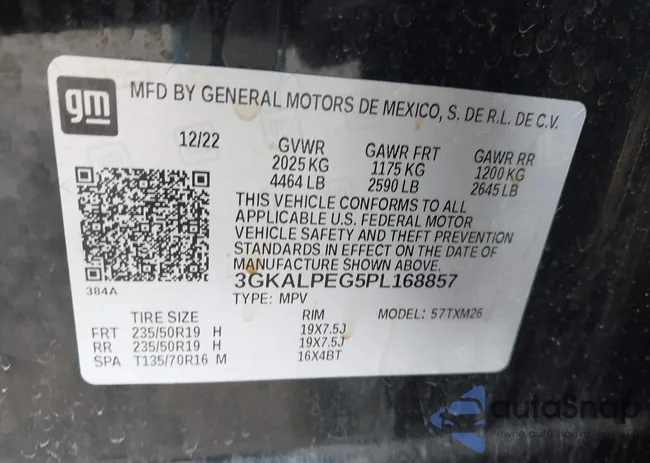 gm
MFD BY GENERAL MOTORS DE MEXICO, S. DE R.L. DE C.V.
12/22 GVWR GAWR FRT GAWR RR
2025 KG 1175 KG 1200 KG
4464 LB 2590 LB 2645 LB
THIS VEHICLE CONFORMS TO ALL
APPLICABLE U.S. FEDERAL MOTOR
VEHICLE SAFETY AND THEFT PREVENTION
STANDARDS IN EFFECT ON THE DATE OF
MANUFACTURE SHOWN ABOVE.
384A 3GKALPEG5PL168857
TYPE: MPV
TIRE SIZE RIM MODEL: 57TXM26
FRT 235/50R19 H 19X7.5J
RR 235/50R19 H 19X7.5J
SPA T135/70R16 M 16X4BT
autoSnap